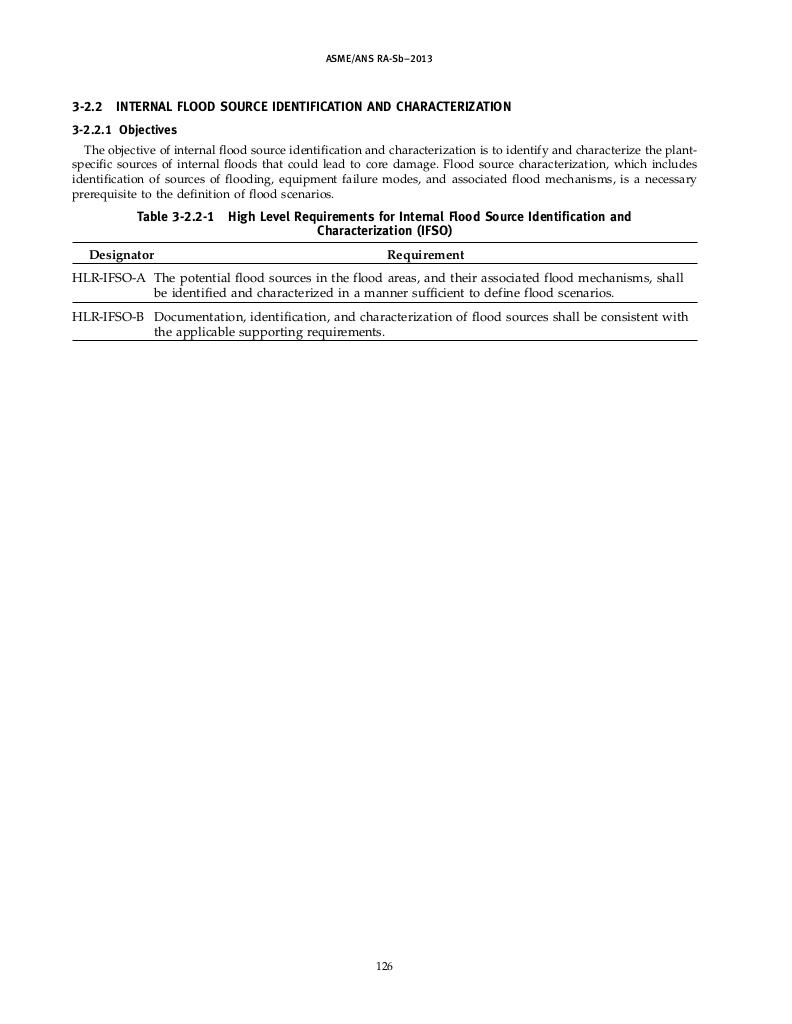 ASME/ANS RA-Sb–2013
3-2.2 INTERNAL FLOOD SOURCE IDENTIFICATION AND CHARACTERIZATION
3-2.2.1 Objectives
The objective of internal flood source identification and characterization is to identify and characterize the plant-
specific sources of internal floods that could lead to core damage. Flood source characterization, which includes
identification of sources of flooding, equipment failure modes, and associated flood mechanisms, is a necessary
prerequisite to the definition of flood scenarios.
Table 3-2.2-1 High Level Requirements for Internal Flood Source Identification and
Characterization (IFSO)
Designator Requirement
HLR-IFSO-A The potential flood sources in the flood areas, and their associated flood mechanisms, shall
be identified and characterized in a manner sufficient to define flood scenarios.
HLR-IFSO-B Documentation, identification, and characterization of flood sources shall be consistent with
the applicable supporting requirements.
126